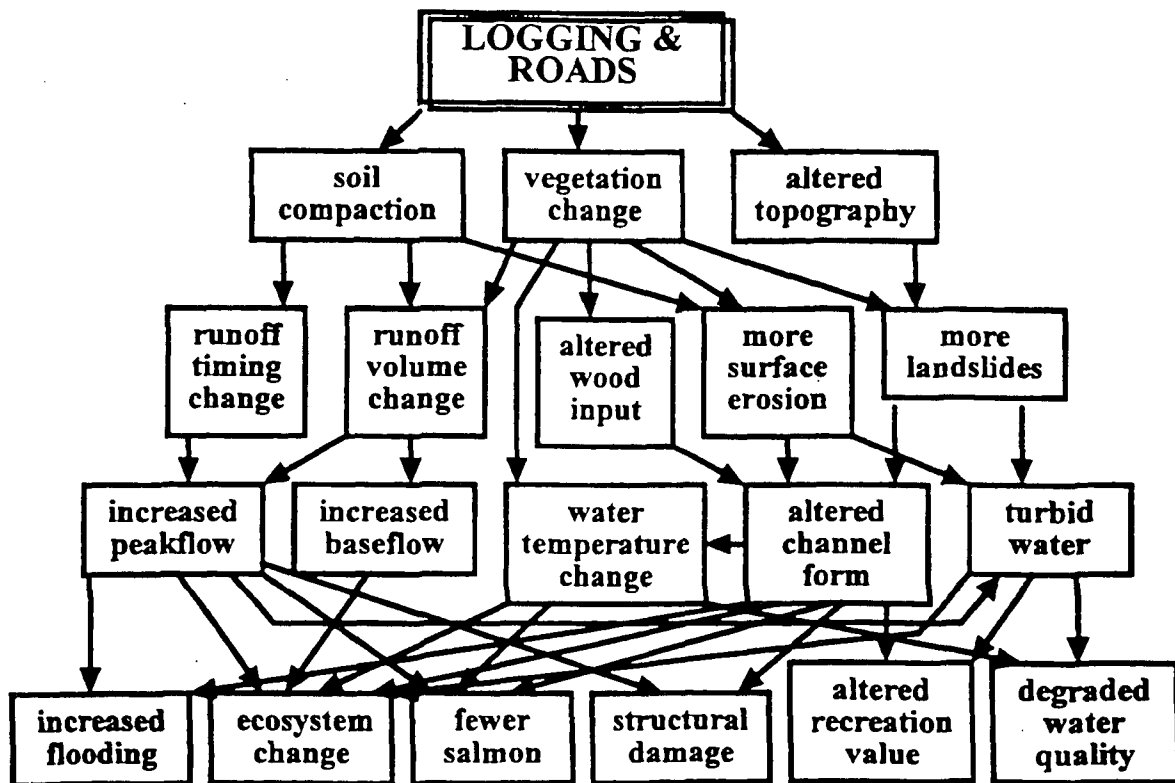 LOGGING &
ROADS
soil
compaction
vegetation
change
altered
topography
runoff
timing
change
runoff
volume
change
altered
wood
input
more
surface
erosion
more
landslides
increased
peakflow
increased
baseflow
water
temperature
change
altered
channel
form
turbid
water
increased
flooding
ecosystem
change
fewer
salmon
structural
damage
altered
recreation
value
degraded
water
quality